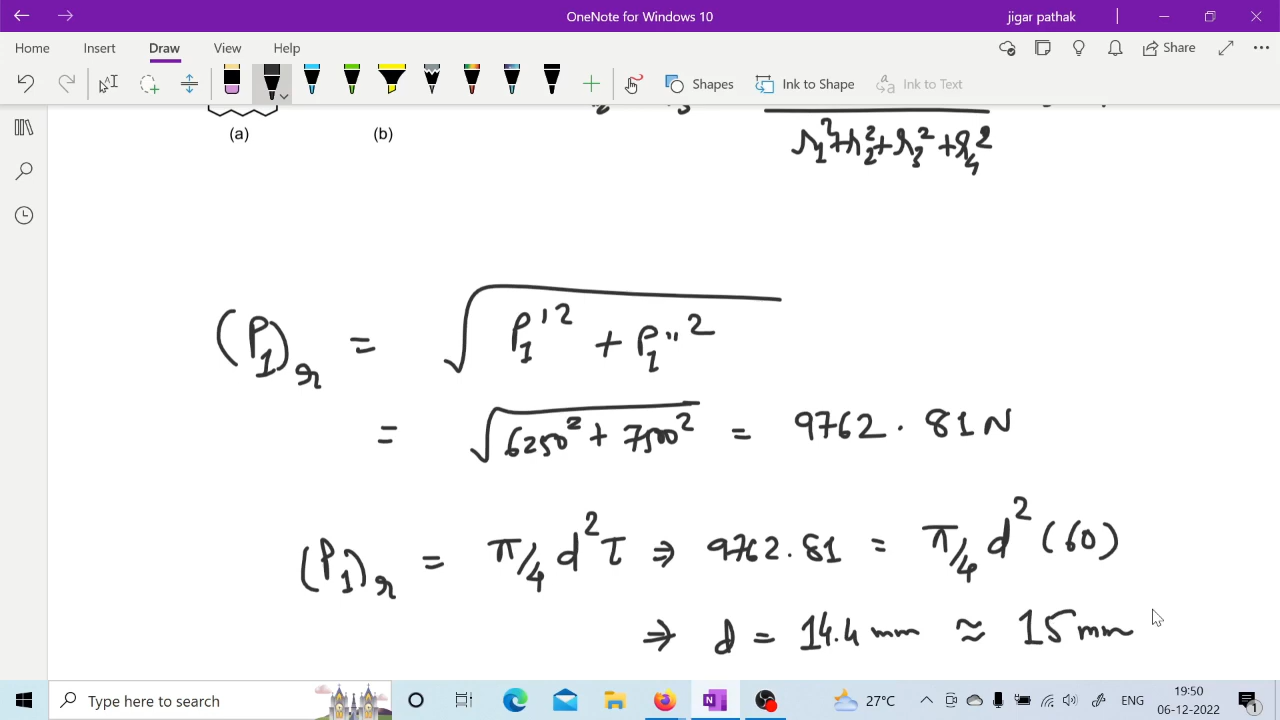 OneNote for Windows 10
jigar pathak
Home Insert Draw View Help
Share
Shapes
Ink to Shape
Ink to Text
(a) (b)
r₁²+r₂²+r₃²+r₄²
(P₁)r = √(P₁'² + P₁''²)
= √(6250² + 7500²) = 9762.81 N
(P₁)r = π/4 d² τ ⇒ 9762.81 = π/4 d² (60)
⇒ d = 14.4 mm ≈ 15 mm
Type here to search
27°C
ENG
19:50
06-12-2022
1